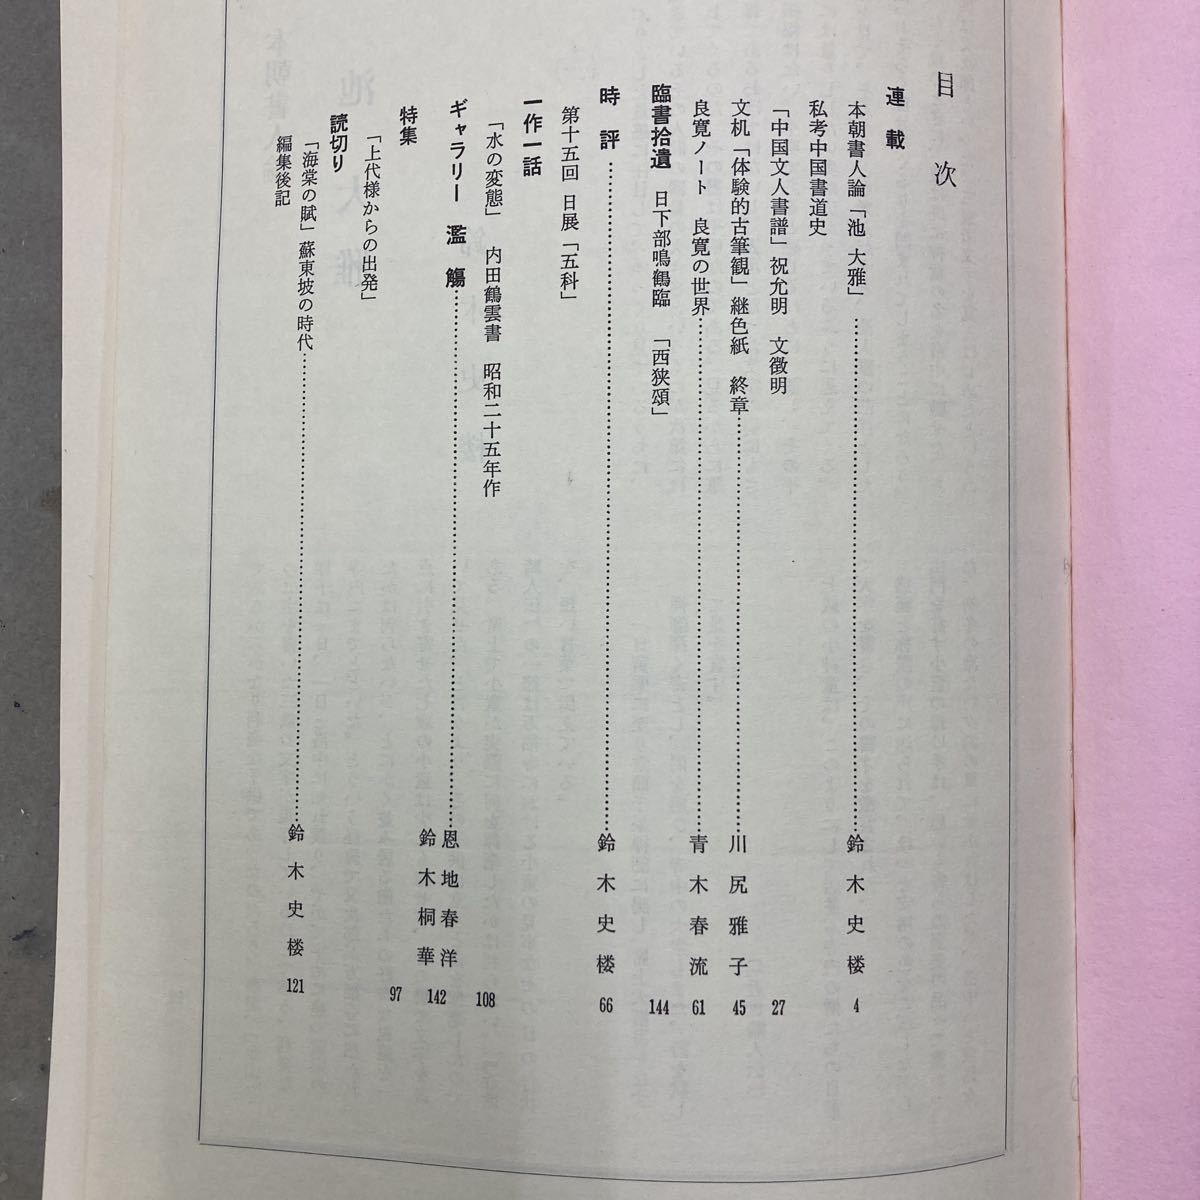 目次
連載
本朝書人論「池 大雅」……鈴木史楼 4
私考中国書道史
「中国文人書譜」祝允明 文徴明 27
文机「体験的古筆観」継色紙 終章……川尻雅子 45
良寛ノート 良寛の世界……青木春流 61
臨書拾遺 日下部鳴鶴臨 「西狭頌」 144
時評……鈴木史楼 66
第十五回 日展「五科」
一作一話
「水の変態」 内田鶴雲書 昭和二十五年作 108
ギャラリー 濫觴……恩地春洋 鈴木桐華 142
特集
「上代様からの出発」 97
読切り
「海棠の賦」蘇東坡の時代……鈴木史楼 121
編集後記